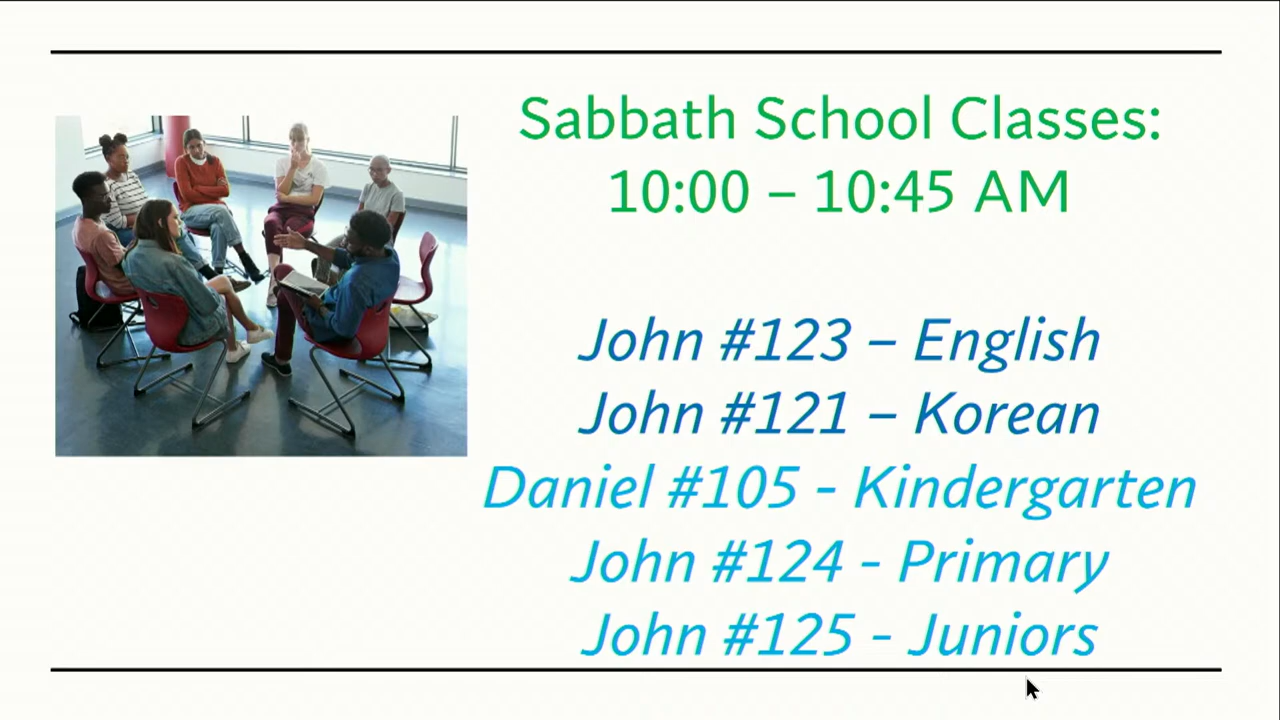 Sabbath School Classes:
10:00 – 10:45 AM
John #123 – English
John #121 – Korean
Daniel #105 - Kindergarten
John #124 - Primary
John #125 - Juniors